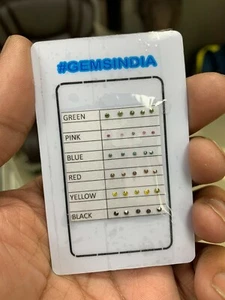 #GEMSINDIA
GREEN
PINK
BLUE
RED
YELLOW
BLACK